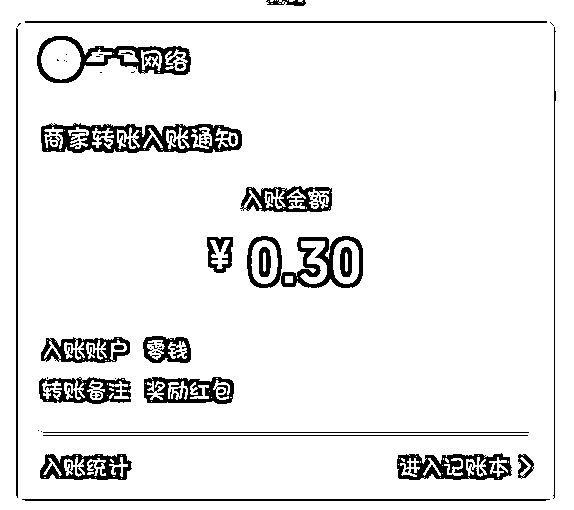 网络
商家转账入账通知
入账金额
¥ 0.30
入账账户 零钱
转账备注 奖励红包
入账统计
进入记账本 >